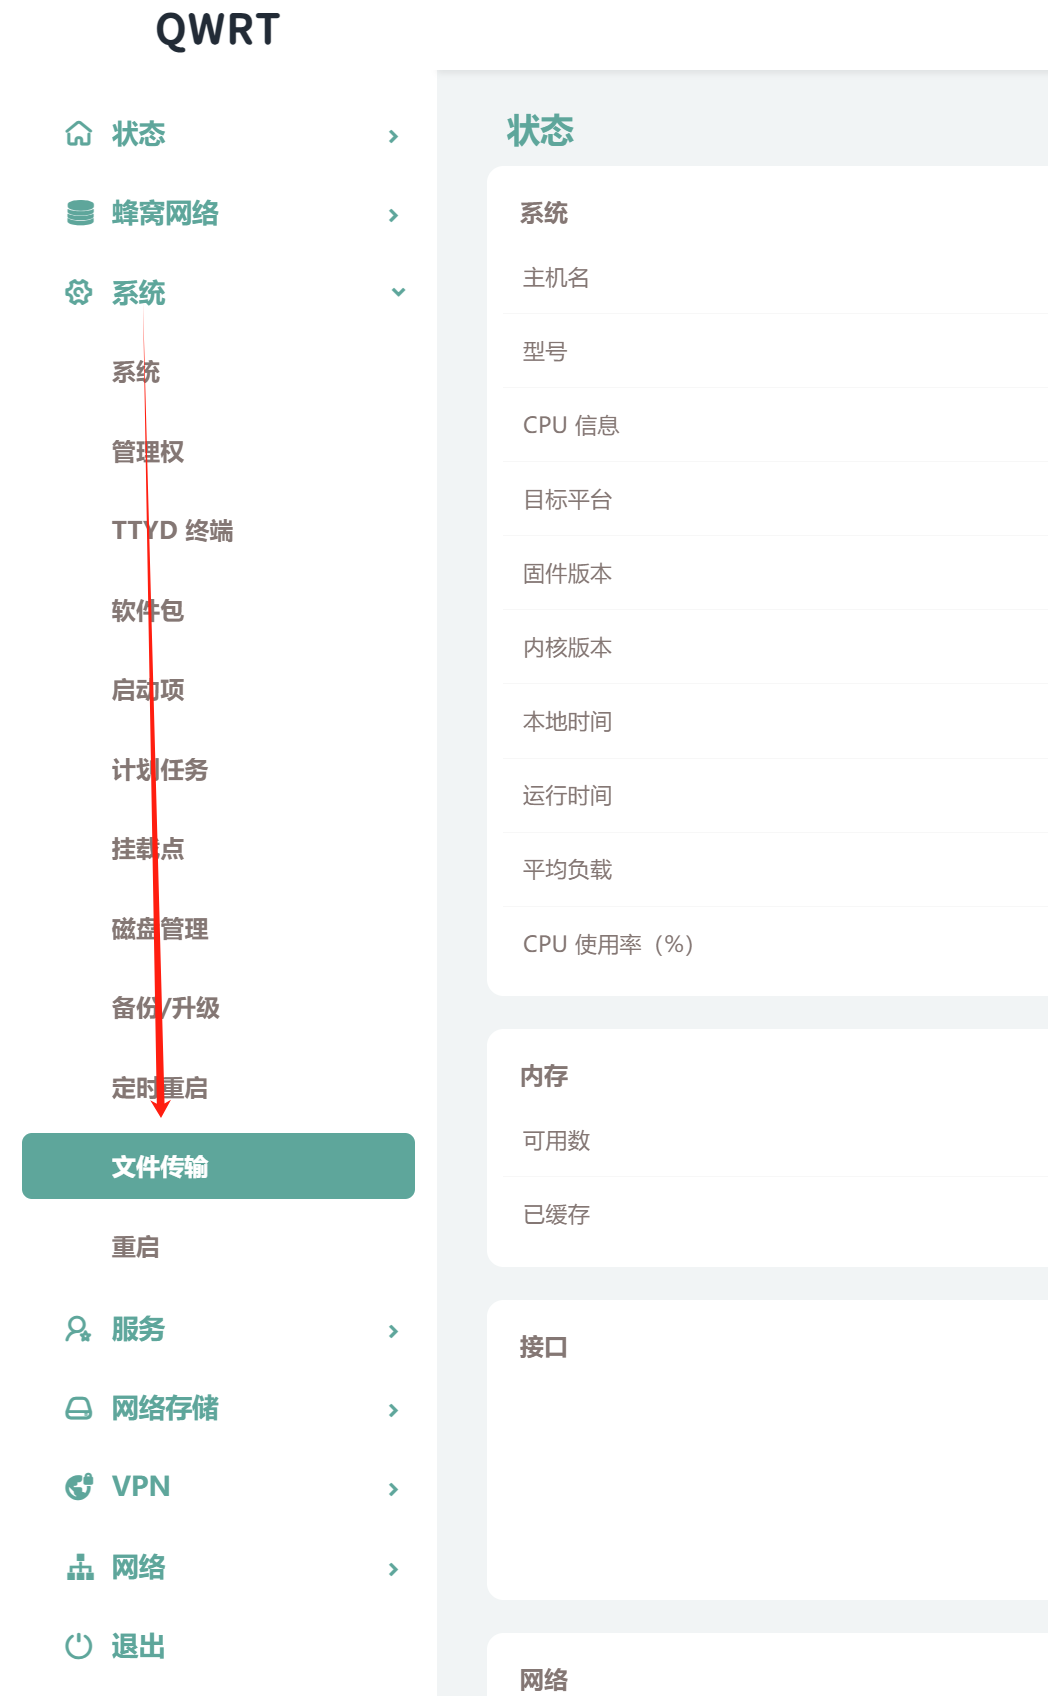 QWRT
状态
蜂窝网络
系统
系统
管理权
TTYD 终端
软件包
启动项
计划任务
挂载点
磁盘管理
备份/升级
定时重启
文件传输
重启
服务
网络存储
VPN
网络
退出
状态
系统
主机名
型号
CPU 信息
目标平台
固件版本
内核版本
本地时间
运行时间
平均负载
CPU 使用率（%）
内存
可用数
已缓存
接口
网络